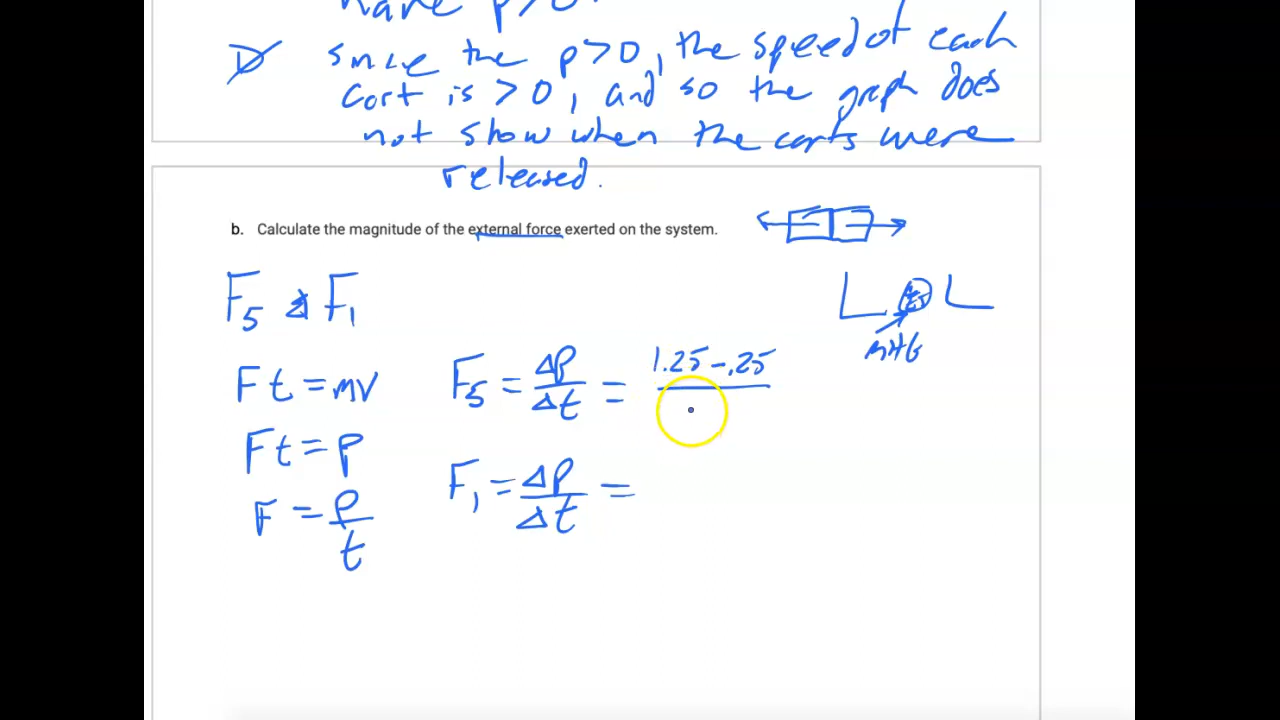 have p>0.
D since the p>0, the speed of each
cart is >0, and so the graph does
not show when the carts were
released.
b. Calculate the magnitude of the external force exerted on the system.
F5 & F1
Ft = mv
Ft = p
F = p/t
F5 = Δp/Δt = 1.25-.25
F1 = Δp/Δt =